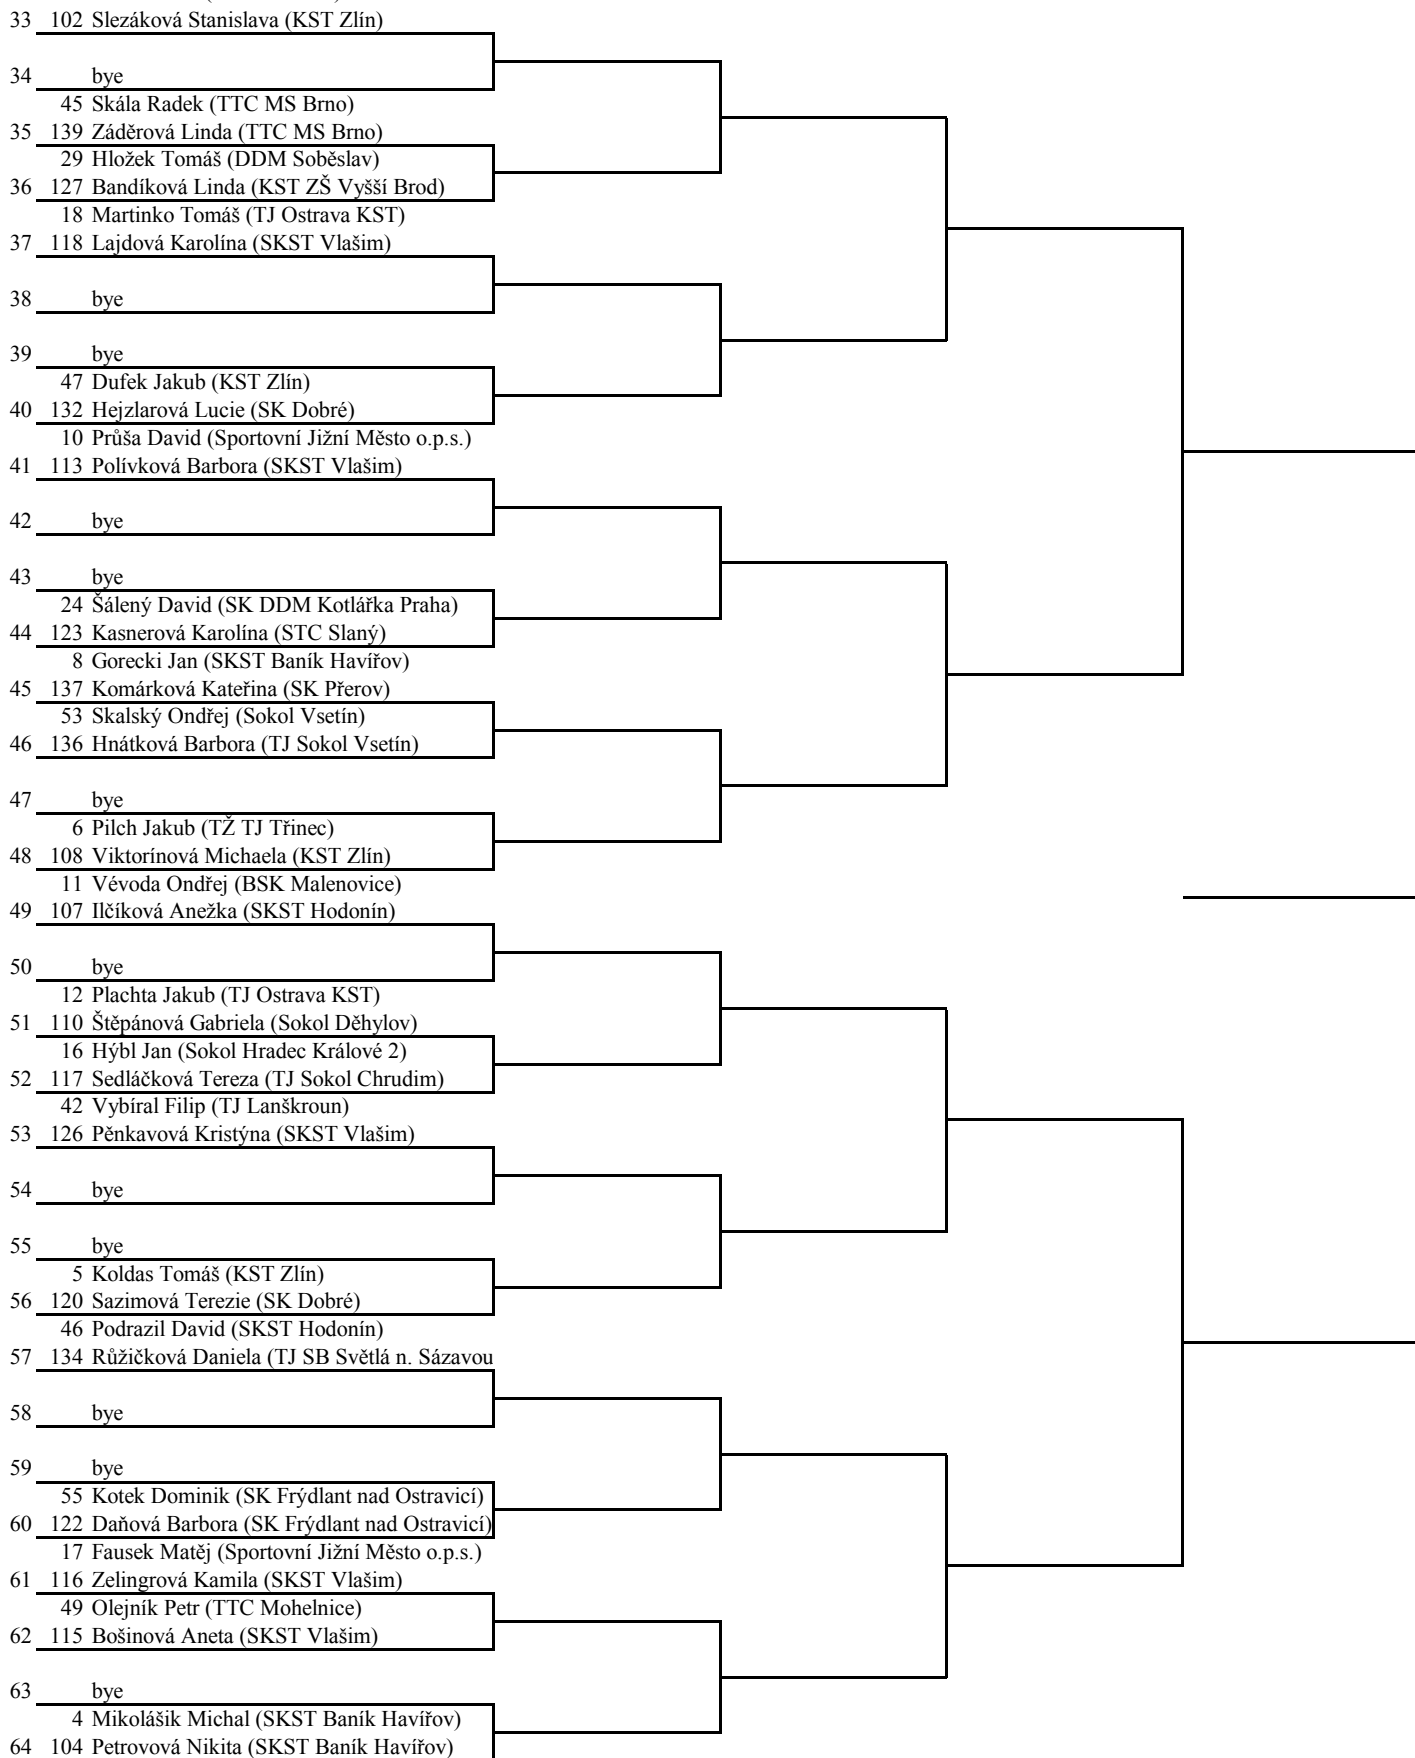 33 102 Slezáková Stanislava (KST Zlín)
34 bye
45 Skála Radek (TTC MS Brno)
35 139 Záděrová Linda (TTC MS Brno)
29 Hložek Tomáš (DDM Soběslav)
36 127 Bandíková Linda (KST ZŠ Vyšší Brod)
18 Martinko Tomáš (TJ Ostrava KST)
37 118 Lajdová Karolína (SKST Vlašim)
38 bye
39 bye
47 Dufek Jakub (KST Zlín)
40 132 Hejzlarová Lucie (SK Dobré)
10 Průša David (Sportovní Jižní Město o.p.s.)
41 113 Polívková Barbora (SKST Vlašim)
42 bye
43 bye
24 Šálený David (SK DDM Kotlářka Praha)
44 123 Kasnerová Karolína (STC Slaný)
8 Gorecki Jan (SKST Baník Havířov)
45 137 Komárková Kateřina (SK Přerov)
53 Skalský Ondřej (Sokol Vsetín)
46 136 Hnátková Barbora (TJ Sokol Vsetín)
47 bye
6 Pilch Jakub (TŽ TJ Třinec)
48 108 Viktorínová Michaela (KST Zlín)
11 Vévoda Ondřej (BSK Malenovice)
49 107 Ilčíková Anežka (SKST Hodonín)
50 bye
12 Plachta Jakub (TJ Ostrava KST)
51 110 Štěpánová Gabriela (Sokol Děhylov)
16 Hýbl Jan (Sokol Hradec Králové 2)
52 117 Sedláčková Tereza (TJ Sokol Chrudim)
42 Vybíral Filip (TJ Lanškroun)
53 126 Pěnkavová Kristýna (SKST Vlašim)
54 bye
55 bye
5 Koldas Tomáš (KST Zlín)
56 120 Sazimová Terezie (SK Dobré)
46 Podrazil David (SKST Hodonín)
57 134 Růžičková Daniela (TJ SB Světlá n. Sázavou
58 bye
59 bye
55 Kotek Dominik (SK Frýdlant nad Ostravicí)
60 122 Daňová Barbora (SK Frýdlant nad Ostravicí)
17 Fausek Matěj (Sportovní Jižní Město o.p.s.)
61 116 Zelingrová Kamila (SKST Vlašim)
49 Olejník Petr (TTC Mohelnice)
62 115 Bošinová Aneta (SKST Vlašim)
63 bye
4 Mikolášik Michal (SKST Baník Havířov)
64 104 Petrovová Nikita (SKST Baník Havířov)